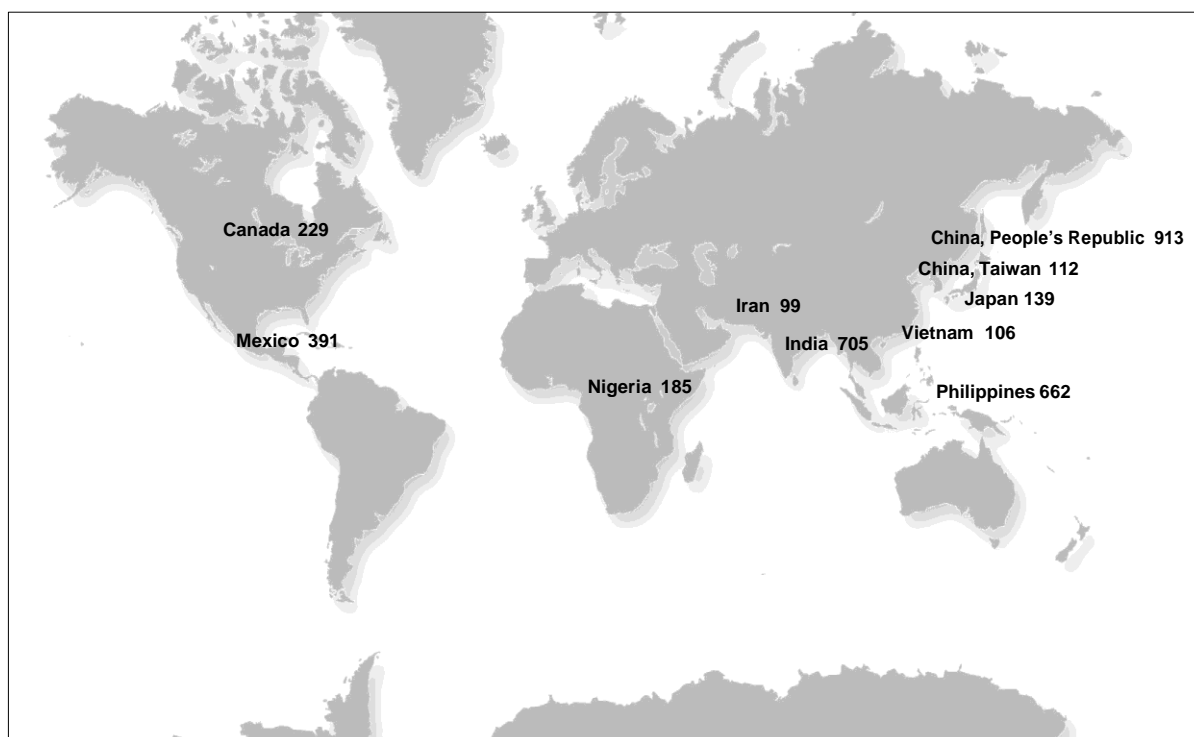 Canada 229
China, People’s Republic 913
China, Taiwan 112
Japan 139
Iran 99
Vietnam 106
Mexico 391
India 705
Nigeria 185
Philippines 662